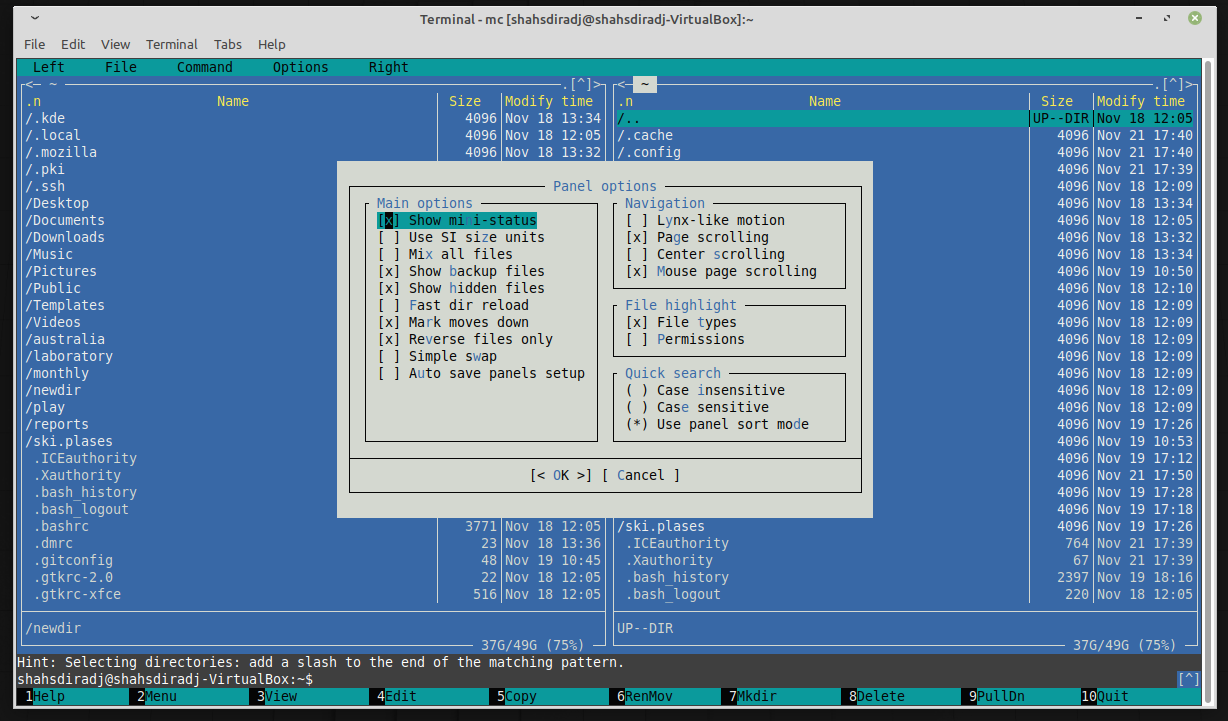 Terminal - mc [shahsdiradj@shahsdiradj-VirtualBox]:~
File Edit View Terminal Tabs Help
Left File Command Options Right
<─ ~ .[^]> <─ ~ .[^]>
.n Name Size Modify time .n Name Size Modify time
/.kde 4096 Nov 18 13:34 /.. UP--DIR Nov 18 12:05
/.local 4096 Nov 18 12:05 /.cache 4096 Nov 21 17:40
/.mozilla 4096 Nov 18 13:32 /.config 4096 Nov 21 17:40
/.pki 4096 Nov 21 17:39
/.ssh Panel options 4096 Nov 18 12:09
/Desktop Main options Navigation 4096 Nov 18 13:34
/Documents [x] Show mini-status [ ] Lynx-like motion 4096 Nov 18 12:05
/Downloads [ ] Use SI size units [x] Page scrolling 4096 Nov 18 13:32
/Music [ ] Mix all files [ ] Center scrolling 4096 Nov 18 13:34
/Pictures [x] Show backup files [x] Mouse page scrolling 4096 Nov 19 10:50
/Public [x] Show hidden files 4096 Nov 18 12:10
/Templates [ ] Fast dir reload File highlight 4096 Nov 18 12:09
/Videos [x] Mark moves down [x] File types 4096 Nov 18 12:09
/australia [x] Reverse files only [ ] Permissions 4096 Nov 18 12:09
/laboratory [ ] Simple swap 4096 Nov 18 12:09
/monthly [ ] Auto save panels setup Quick search 4096 Nov 18 12:09
/newdir ( ) Case insensitive 4096 Nov 18 12:09
/play ( ) Case sensitive 4096 Nov 18 12:09
/reports (*) Use panel sort mode 4096 Nov 19 17:26
/ski.plases 4096 Nov 19 10:53
.ICEauthority 4096 Nov 19 17:12
.Xauthority [< OK >] [ Cancel ] 4096 Nov 21 17:50
.bash_history 4096 Nov 19 17:28
.bash_logout 4096 Nov 19 17:18
.bashrc 3771 Nov 18 12:05 /ski.plases 4096 Nov 19 17:26
.dmrc 23 Nov 18 13:36 .ICEauthority 764 Nov 21 17:39
.gitconfig 48 Nov 19 10:45 .Xauthority 67 Nov 21 17:39
.gtkrc-2.0 22 Nov 18 12:05 .bash_history 2397 Nov 19 18:16
.gtkrc-xfce 516 Nov 18 12:05 .bash_logout 220 Nov 18 12:05
/newdir UP--DIR
37G/49G (75%) 37G/49G (75%)
Hint: Selecting directories: add a slash to the end of the matching pattern.
shahsdiradj@shahsdiradj-VirtualBox:~$ [^]
1Help 2Menu 3View 4Edit 5Copy 6RenMov 7Mkdir 8Delete 9PullDn 10Quit